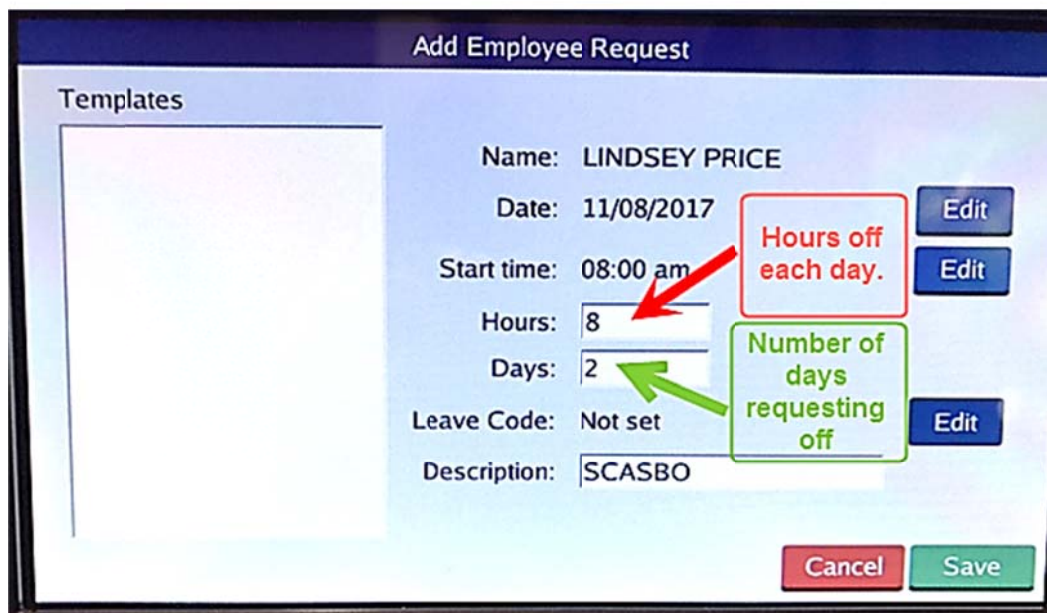 Add Employee Request
Templates
Name: LINDSEY PRICE
Date: 11/08/2017
Edit
Start time: 08:00 am
Edit
Hours: 8
Days: 2
Leave Code: Not set
Edit
Description: SCASBO
Hours off
each day.
Number of
days
requesting
off
Cancel
Save